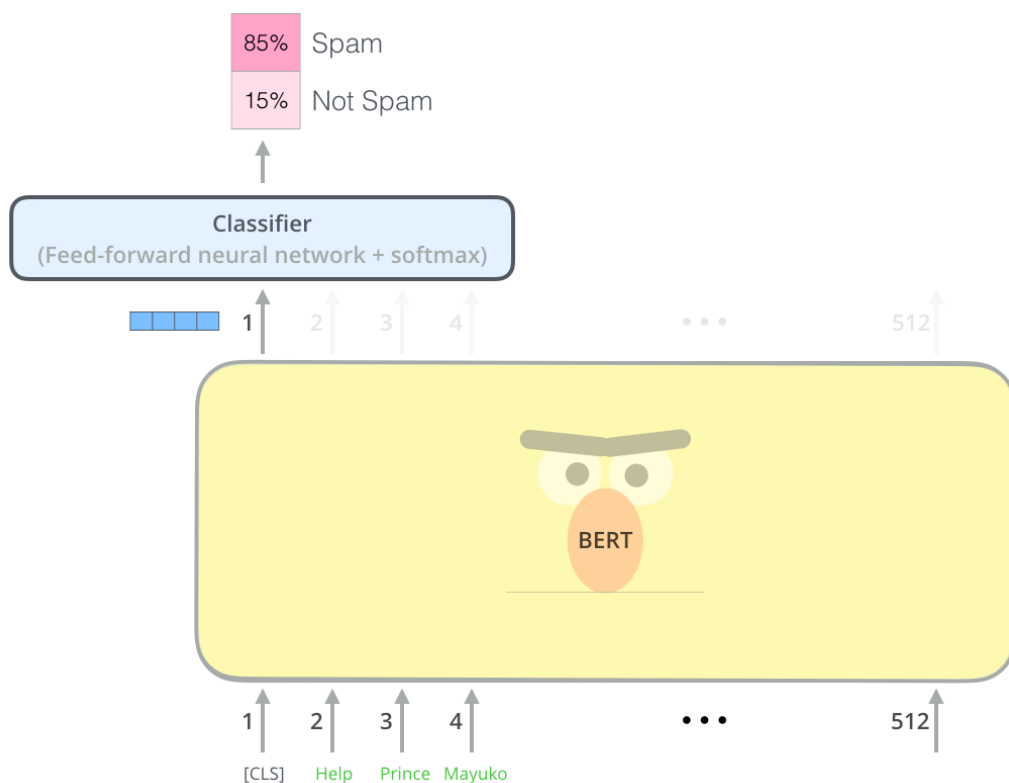 85% Spam
15% Not Spam
Classifier
(Feed-forward neural network + softmax)
1 2 3 4 ••• 512
BERT
1 2 3 4 ••• 512
[CLS] Help Prince Mayuko